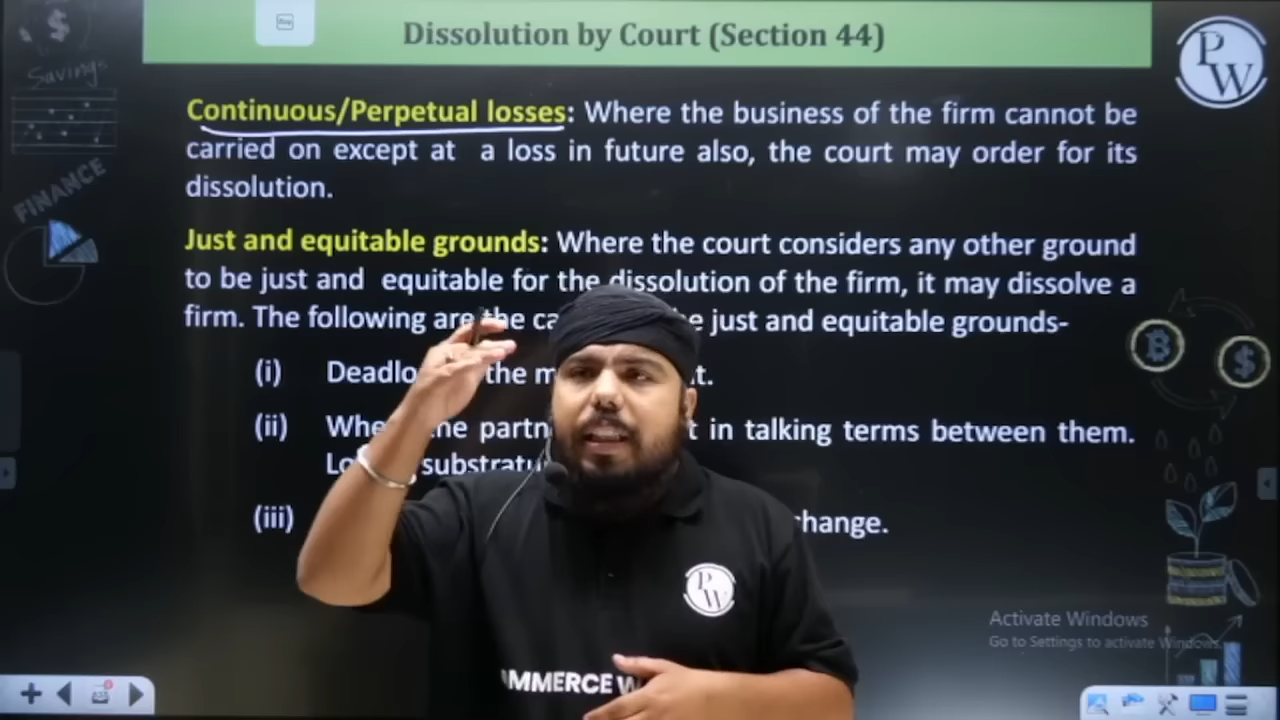 Dissolution by Court (Section 44)
P
W
Savings
FINANCE
Continuous/Perpetual losses: Where the business of the firm cannot be
carried on except at a loss in future also, the court may order for its
dissolution.
Just and equitable grounds: Where the court considers any other ground
to be just and equitable for the dissolution of the firm, it may dissolve a
firm. The following are the ca e just and equitable grounds-
(i) Deadlo the m t.
(ii) Whe ne partn t in talking terms between them.
Lo substratu
(iii) change.
P
W
MMERCE W
Activate Windows
Go to Settings to activate Windows.